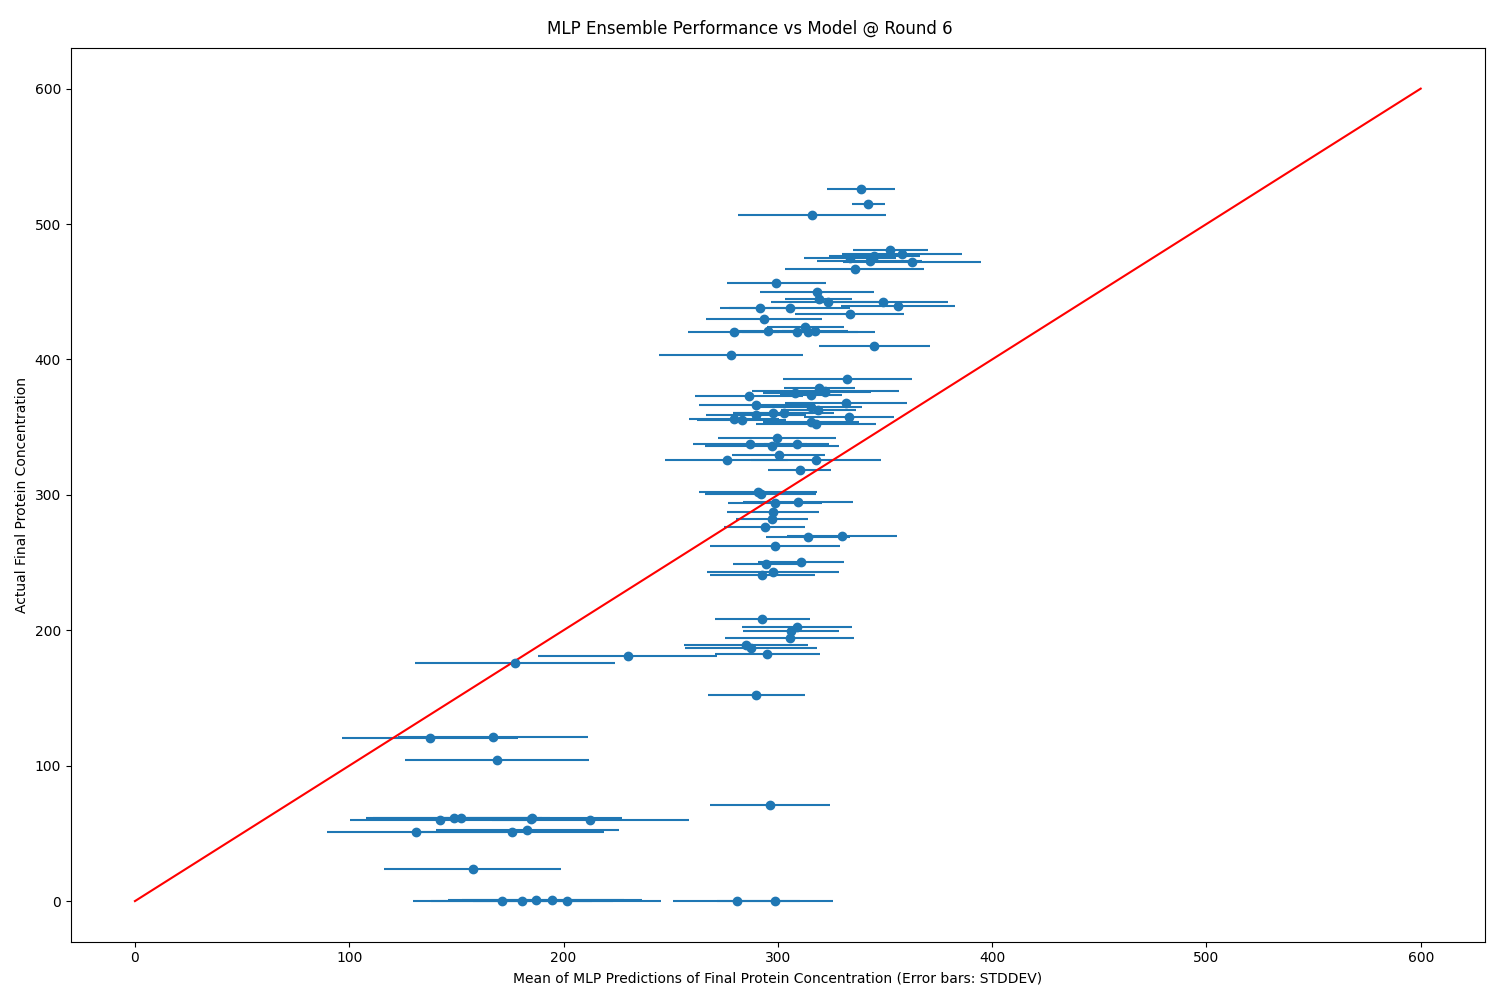 MLP Ensemble Performance vs Model @ Round 6
600
500
400
300
200
100
0
Actual Final Protein Concentration
0 100 200 300 400 500 600
Mean of MLP Predictions of Final Protein Concentration (Error bars: STDDEV)